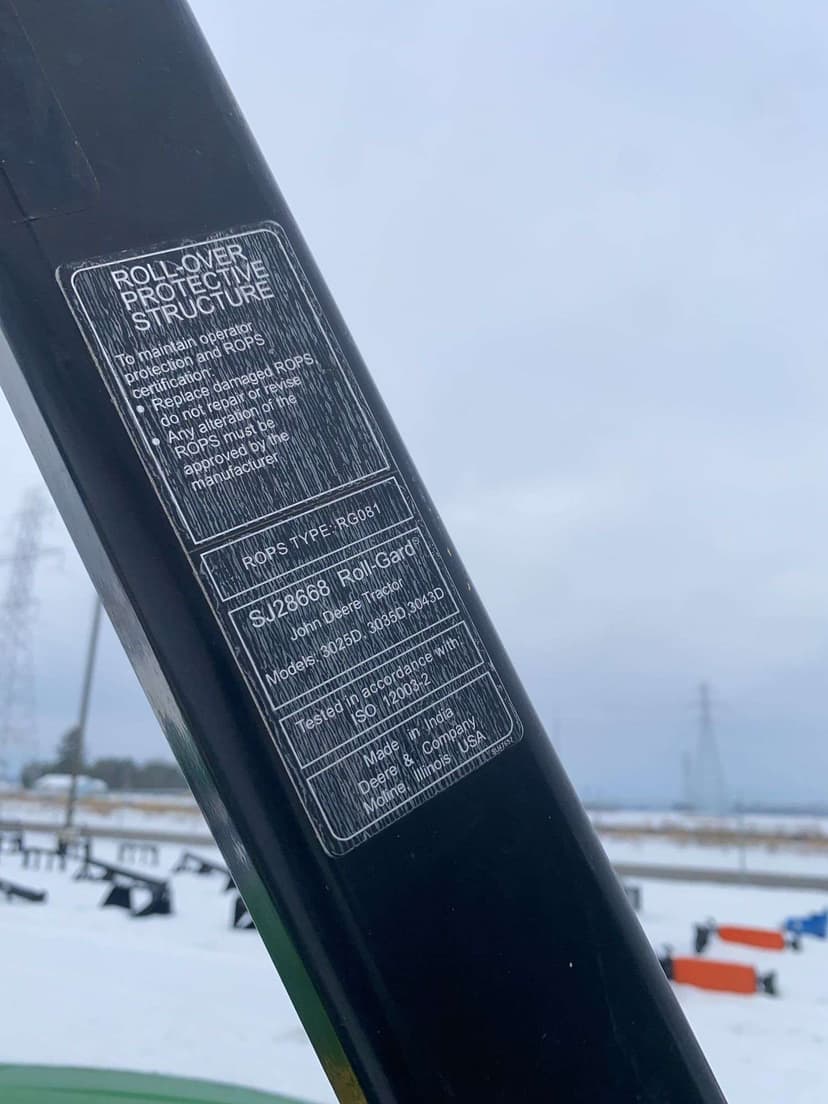 ROLL-OVER
PROTECTIVE
STRUCTURE
To maintain operator
protection and ROPS
certification:
• Replace damaged ROPS,
do not repair or revise
• Any alteration of the
ROPS must be
approved by the
manufacturer
ROPS TYPE: RG081
SJ28668 Roll-Gard®
John Deere Tractor
Models: 3025D, 3035D 3043D
Tested in accordance with:
ISO 12003-2
Made in India
Deere & Company
Moline, Illinois USA